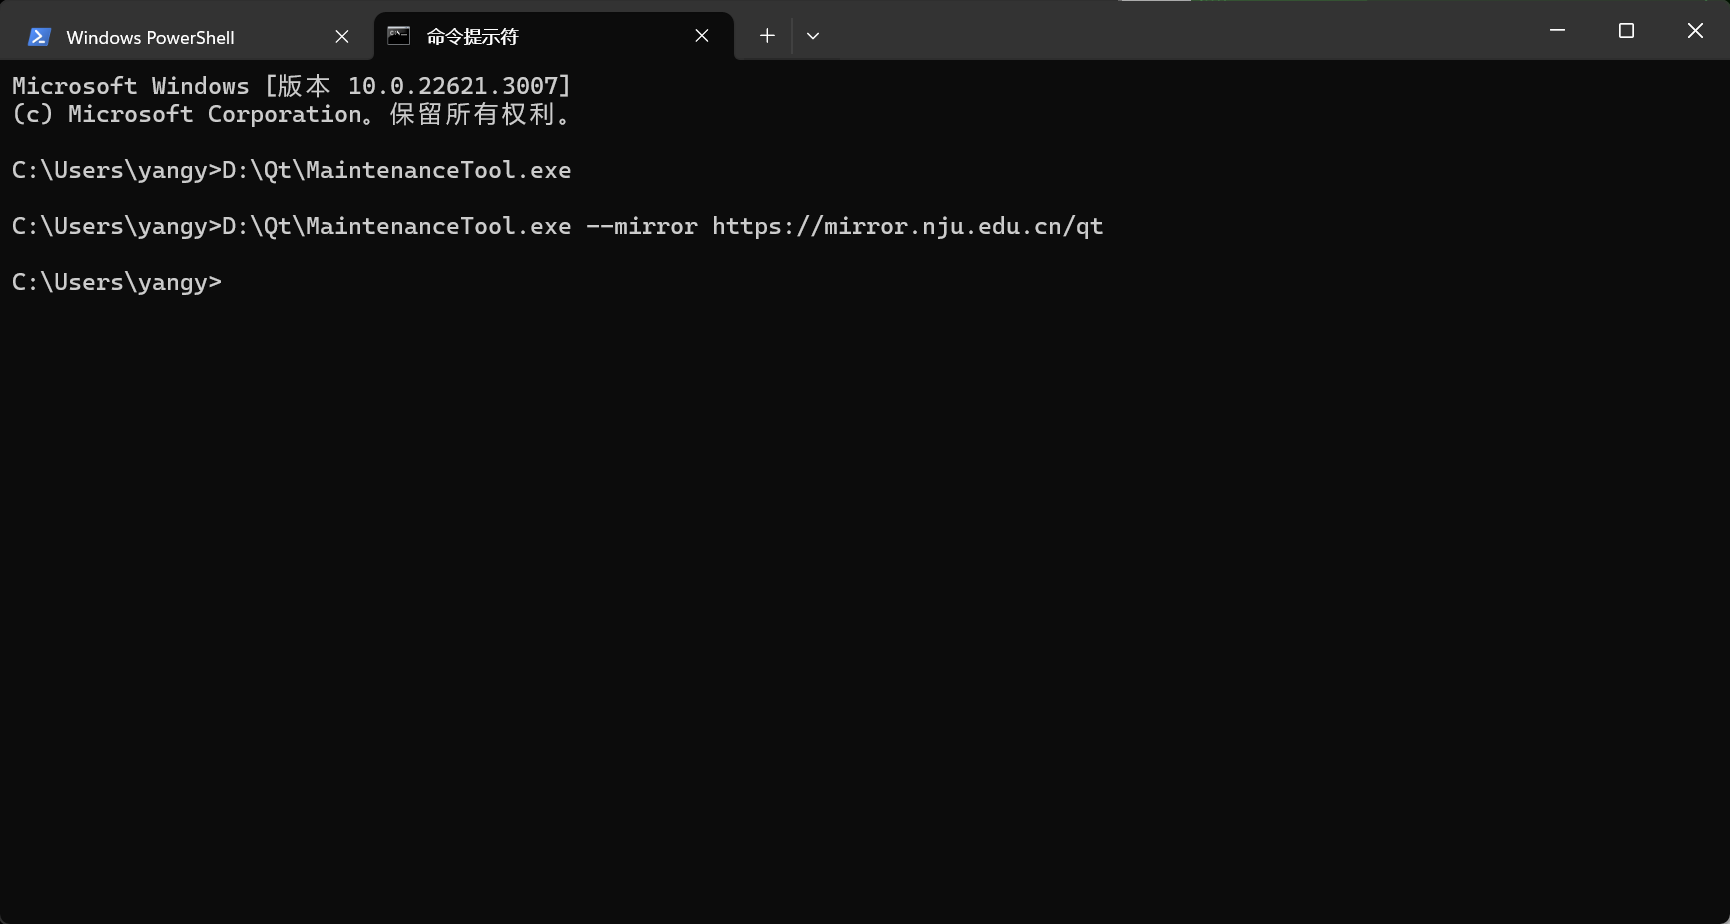 Windows PowerShell
命令提示符
Microsoft Windows [版本 10.0.22621.3007]
(c) Microsoft Corporation。保留所有权利。
C:\Users\yangy>D:\Qt\MaintenanceTool.exe
C:\Users\yangy>D:\Qt\MaintenanceTool.exe --mirror https://mirror.nju.edu.cn/qt
C:\Users\yangy>